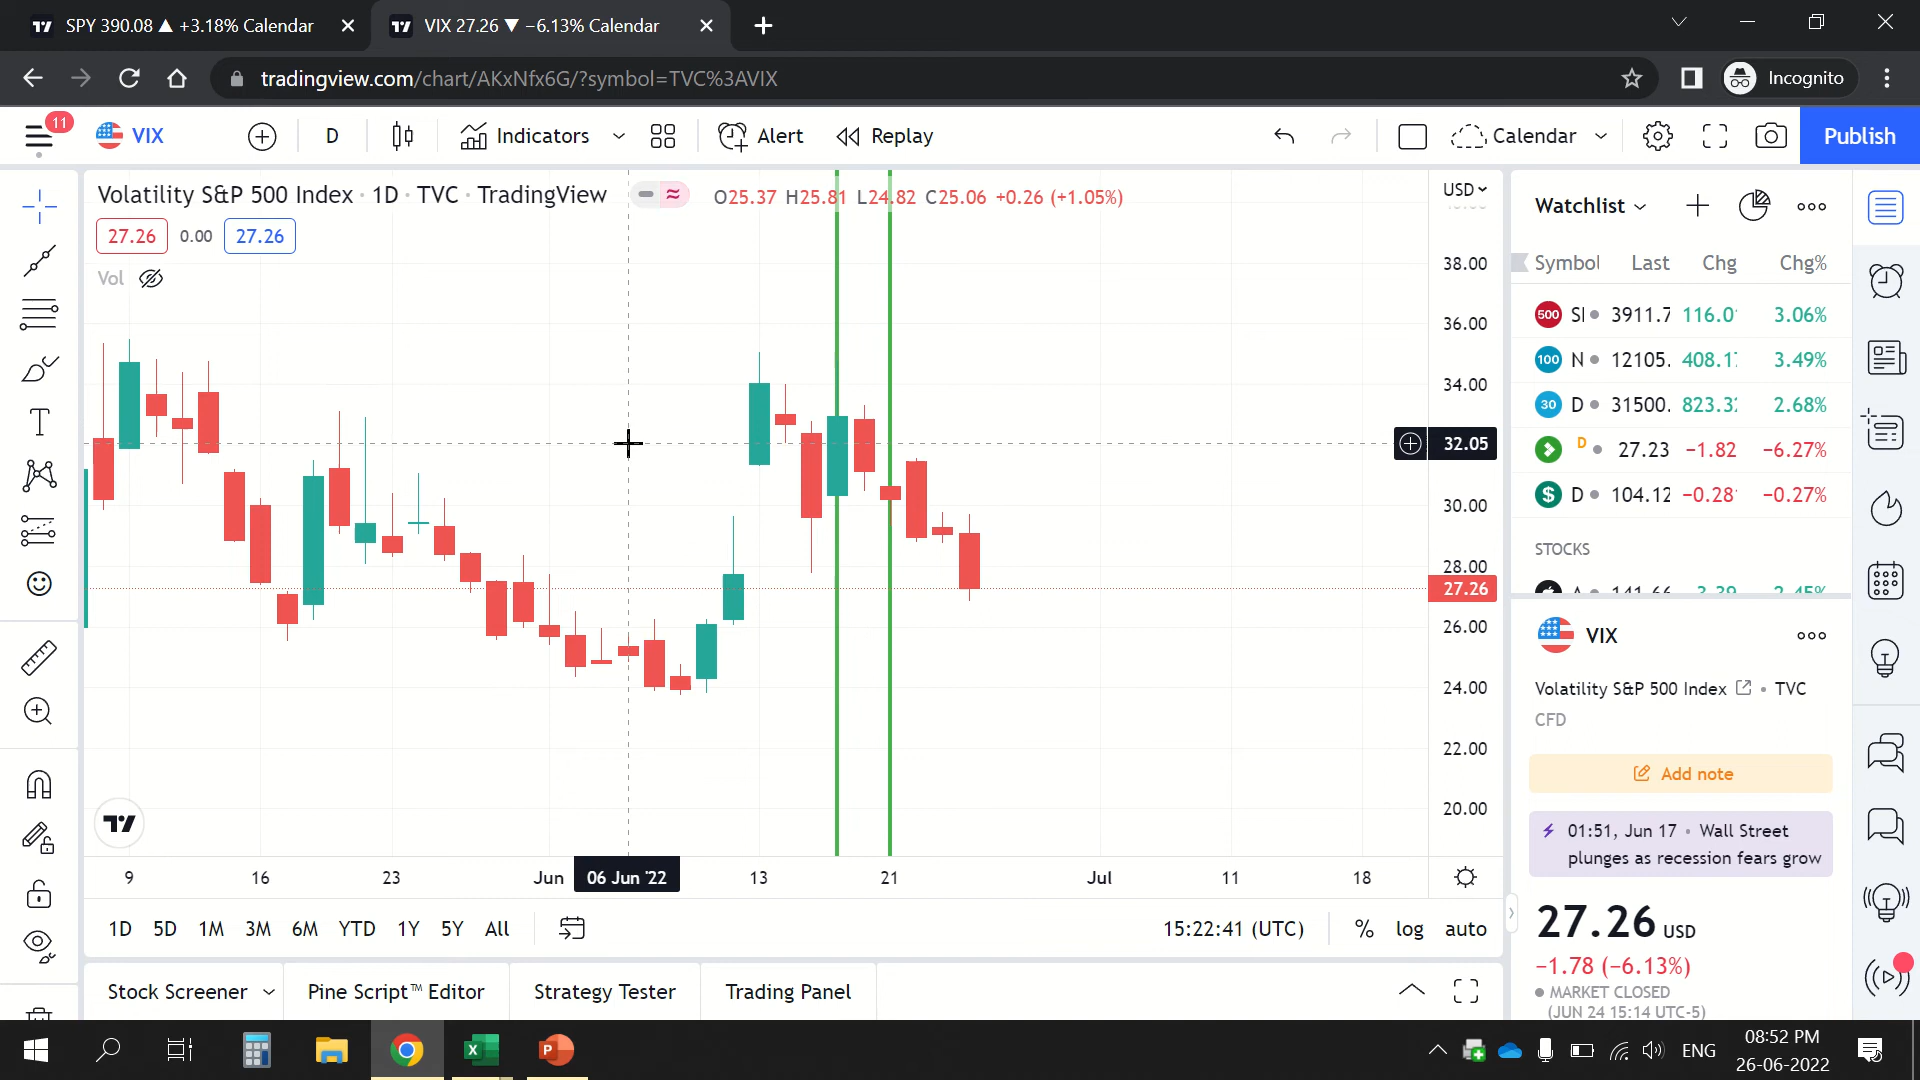 SPY 390.08 ▲ +3.18% Calendar
VIX 27.26 ▼ −6.13% Calendar
tradingview.com/chart/AKxNfx6G/?symbol=TVC%3AVIX
Incognito
11
VIX
D
Indicators
Alert
Replay
Calendar
Publish
Volatility S&P 500 Index · 1D · TVC · TradingView
O25.37 H25.81 L24.82 C25.06 +0.26 (+1.05%)
USD
27.26 0.00 27.26
Vol
38.00
36.00
34.00
32.05
30.00
28.00
27.26
26.00
24.00
22.00
20.00
9 16 23 Jun 06 Jun '22 13 21 Jul 11 18
1D 5D 1M 3M 6M YTD 1Y 5Y All
15:22:41 (UTC) % log auto
Stock Screener Pine Script™ Editor Strategy Tester Trading Panel
Watchlist
Symbol Last Chg Chg%
500 3911.7 3.06%
100 N 12105. 3.49%
30 D 31500. 2.68%
D 27.23 −1.82 −6.27%
$ D 104.12 −0.27%
STOCKS
VIX
Volatility S&P 500 Index • TVC
CFD
Add note
01:51, Jun 17 • Wall Street
plunges as recession fears grow
27.26 USD
−1.78 (−6.13%)
MARKET CLOSED
(JUN 24 15:14 UTC-5)
ENG
08:52 PM
26-06-2022